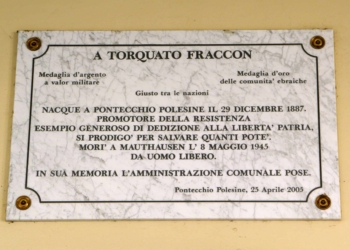 A TORQUATO FRACCON
Medaglia d'argento
a valor militare
Medaglia d'oro
delle comunita' ebraiche
Giusto tra le nazioni
NACQUE A PONTECCHIO POLESINE IL 29 DICEMBRE 1887.
PROMOTORE DELLA RESISTENZA
ESEMPIO GENEROSO DI DEDIZIONE ALLA LIBERTA' PATRIA,
SI PRODIGO' PER SALVARE QUANTI POTE'.
MORI' A MAUTHAUSEN L' 8 MAGGIO 1945
DA UOMO LIBERO.
IN SUA MEMORIA L'AMMINISTRAZIONE COMUNALE POSE.
Pontecchio Polesine, 25 Aprile 2005